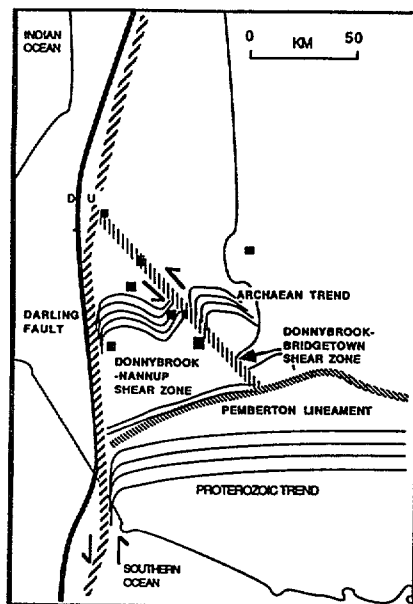 INDIAN
OCEAN
0 50
KM
D U
ARCHAEAN TREND
DARLING
FAULT
DONNYBROOK-
BRIDGETOWN
SHEAR ZONE
DONNYBROOK
-NANNUP
SHEAR ZONE
PEMBERTON LINEAMENT
PROTEROZOIC TREND
SOUTHERN
OCEAN